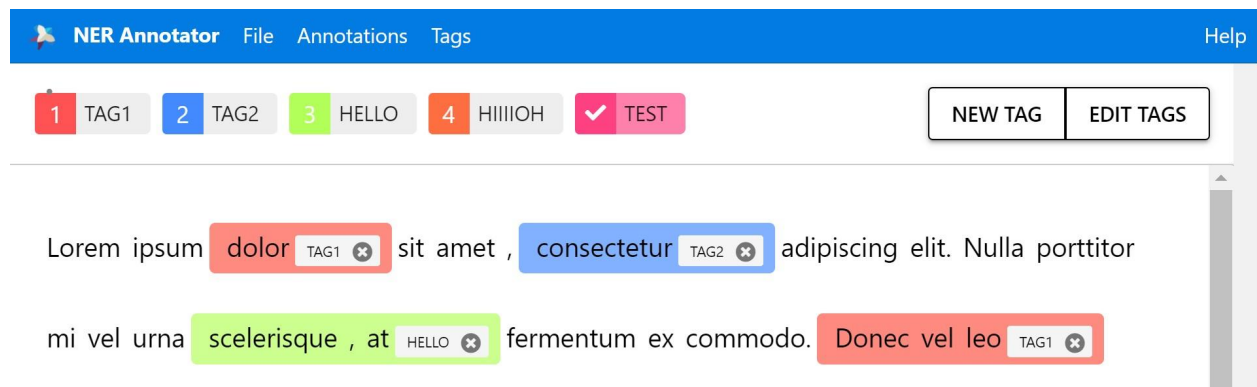 NER Annotator File Annotations Tags Help
1 TAG1 2 TAG2 3 HELLO 4 HIIIIOH TEST NEW TAG EDIT TAGS
Lorem ipsum dolor TAG1 sit amet , consectetur TAG2 adipiscing elit. Nulla porttitor
mi vel urna scelerisque , at HELLO fermentum ex commodo. Donec vel leo TAG1